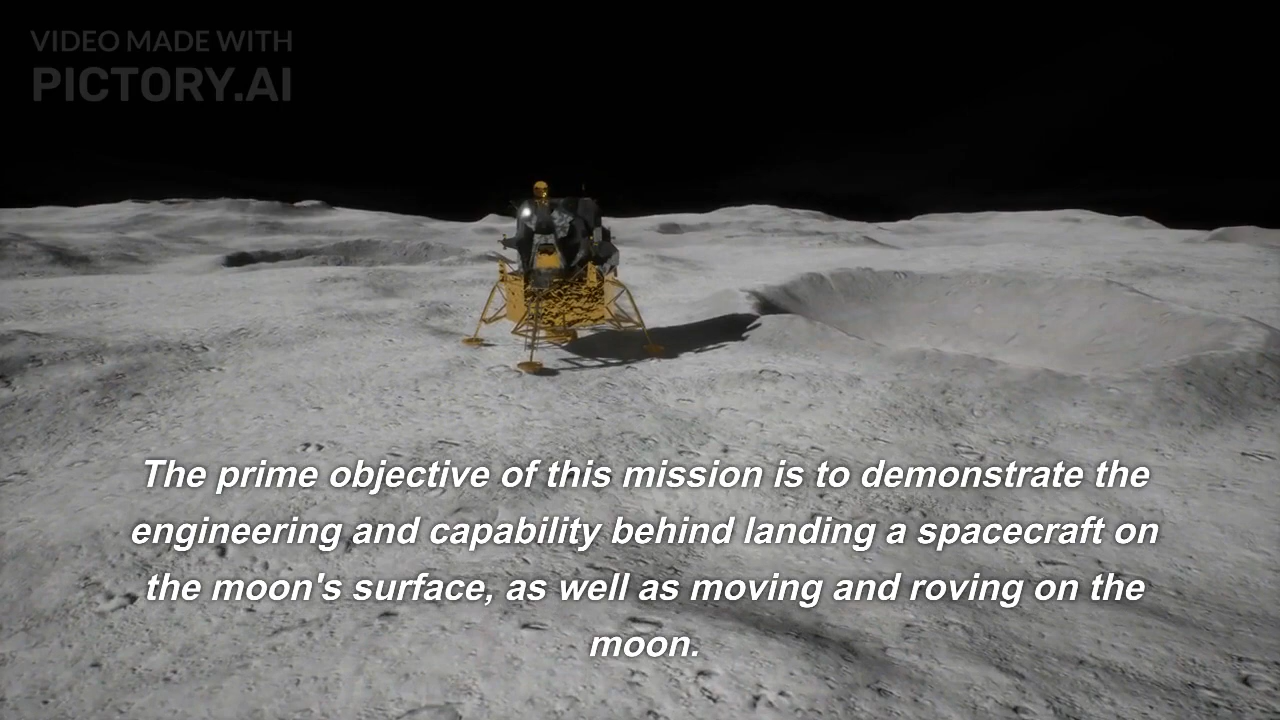 VIDEO MADE WITH
PICTORY.AI
The prime objective of this mission is to demonstrate the
engineering and capability behind landing a spacecraft on
the moon's surface, as well as moving and roving on the
moon.